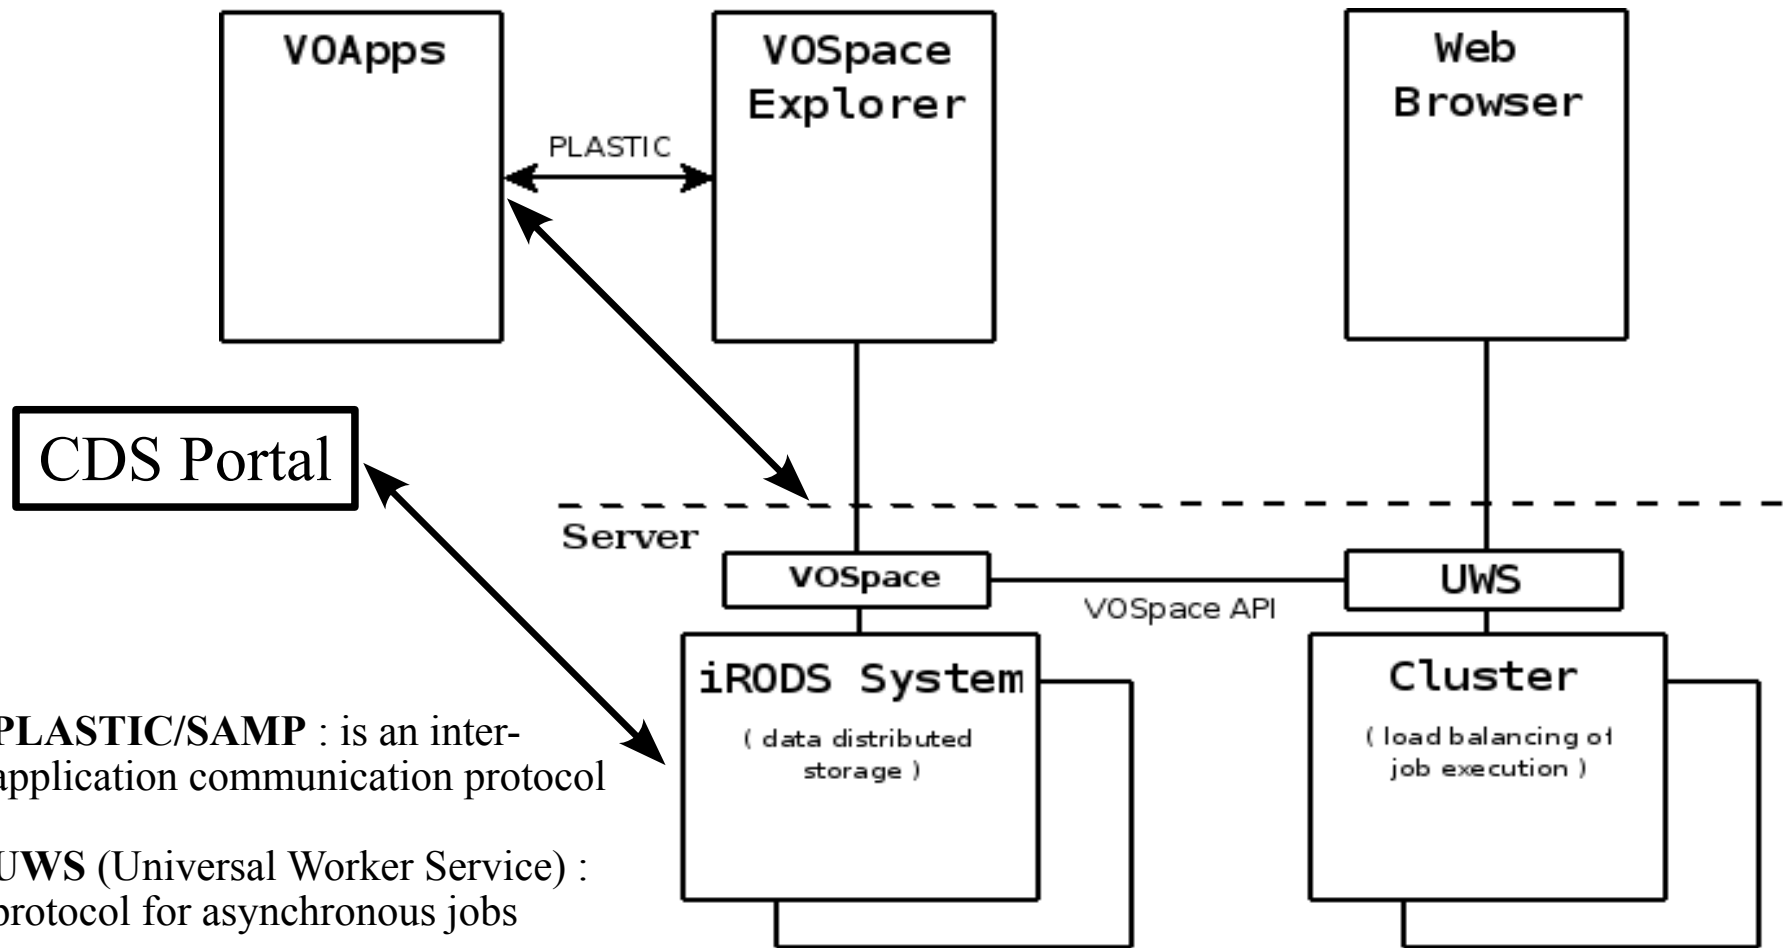 VOApps
VOSpace
Explorer
Web
Browser
PLASTIC
CDS Portal
Server
VOSpace
VOSpace API
UWS
iRODS System
( data distributed
storage )
Cluster
( load balancing of
job execution )
PLASTIC/SAMP : is an inter-
application communication protocol
UWS (Universal Worker Service) :
protocol for asynchronous jobs